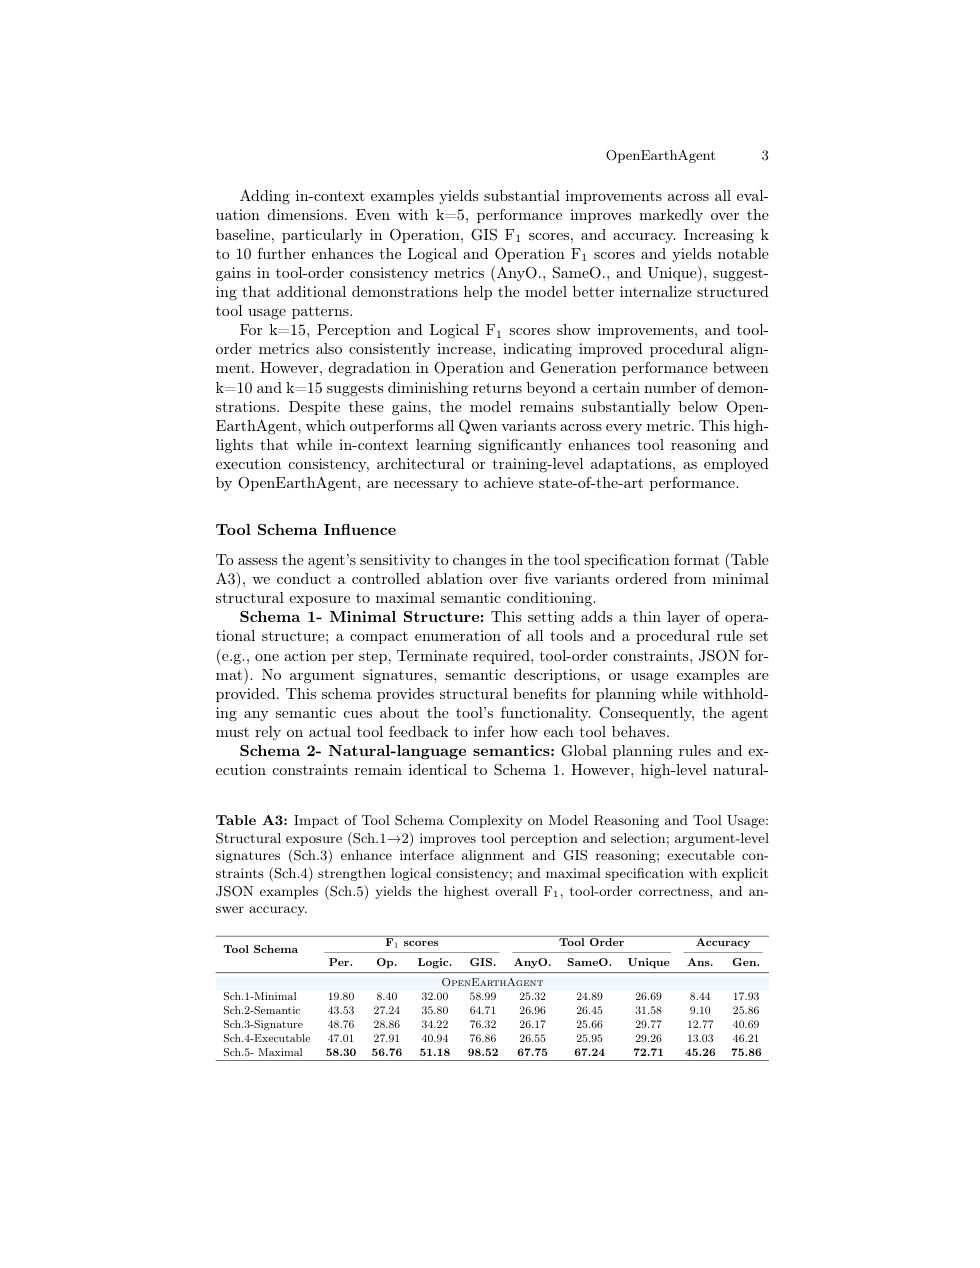 OpenEarthAgent 3
Adding in-context examples yields substantial improvements across all eval-
uation dimensions. Even with k=5, performance improves markedly over the
baseline, particularly in Operation, GIS F₁ scores, and accuracy. Increasing k
to 10 further enhances the Logical and Operation F₁ scores and yields notable
gains in tool-order consistency metrics (AnyO., SameO., and Unique), suggest-
ing that additional demonstrations help the model better internalize structured
tool usage patterns.
For k=15, Perception and Logical F₁ scores show improvements, and tool-
order metrics also consistently increase, indicating improved procedural align-
ment. However, degradation in Operation and Generation performance between
k=10 and k=15 suggests diminishing returns beyond a certain number of demon-
strations. Despite these gains, the model remains substantially below Open-
EarthAgent, which outperforms all Qwen variants across every metric. This high-
lights that while in-context learning significantly enhances tool reasoning and
execution consistency, architectural or training-level adaptations, as employed
by OpenEarthAgent, are necessary to achieve state-of-the-art performance.
Tool Schema Influence
To assess the agent's sensitivity to changes in the tool specification format (Table
A3), we conduct a controlled ablation over five variants ordered from minimal
structural exposure to maximal semantic conditioning.
Schema 1- Minimal Structure: This setting adds a thin layer of opera-
tional structure; a compact enumeration of all tools and a procedural rule set
(e.g., one action per step, Terminate required, tool-order constraints, JSON for-
mat). No argument signatures, semantic descriptions, or usage examples are
provided. This schema provides structural benefits for planning while withhold-
ing any semantic cues about the tool's functionality. Consequently, the agent
must rely on actual tool feedback to infer how each tool behaves.
Schema 2- Natural-language semantics: Global planning rules and ex-
ecution constraints remain identical to Schema 1. However, high-level natural-
Table A3: Impact of Tool Schema Complexity on Model Reasoning and Tool Usage:
Structural exposure (Sch.1→2) improves tool perception and selection; argument-level
signatures (Sch.3) enhance interface alignment and GIS reasoning; executable con-
straints (Sch.4) strengthen logical consistency; and maximal specification with explicit
JSON examples (Sch.5) yields the highest overall F₁, tool-order correctness, and an-
swer accuracy.
Tool Schema F₁ scores Tool Order Accuracy
Per. Op. Logic. GIS. AnyO. SameO. Unique Ans. Gen.
OpenEarthAgent
Sch.1-Minimal 19.80 8.40 32.00 58.99 25.32 24.89 26.69 8.44 17.93
Sch.2-Semantic 43.53 27.24 35.80 64.71 26.96 26.45 31.58 9.10 25.86
Sch.3-Signature 48.76 28.86 34.22 76.32 26.17 25.66 29.77 12.77 40.69
Sch.4-Executable 47.01 27.91 40.94 76.86 26.55 25.95 29.26 13.03 46.21
Sch.5- Maximal 58.30 56.76 51.18 98.52 67.75 67.24 72.71 45.26 75.86